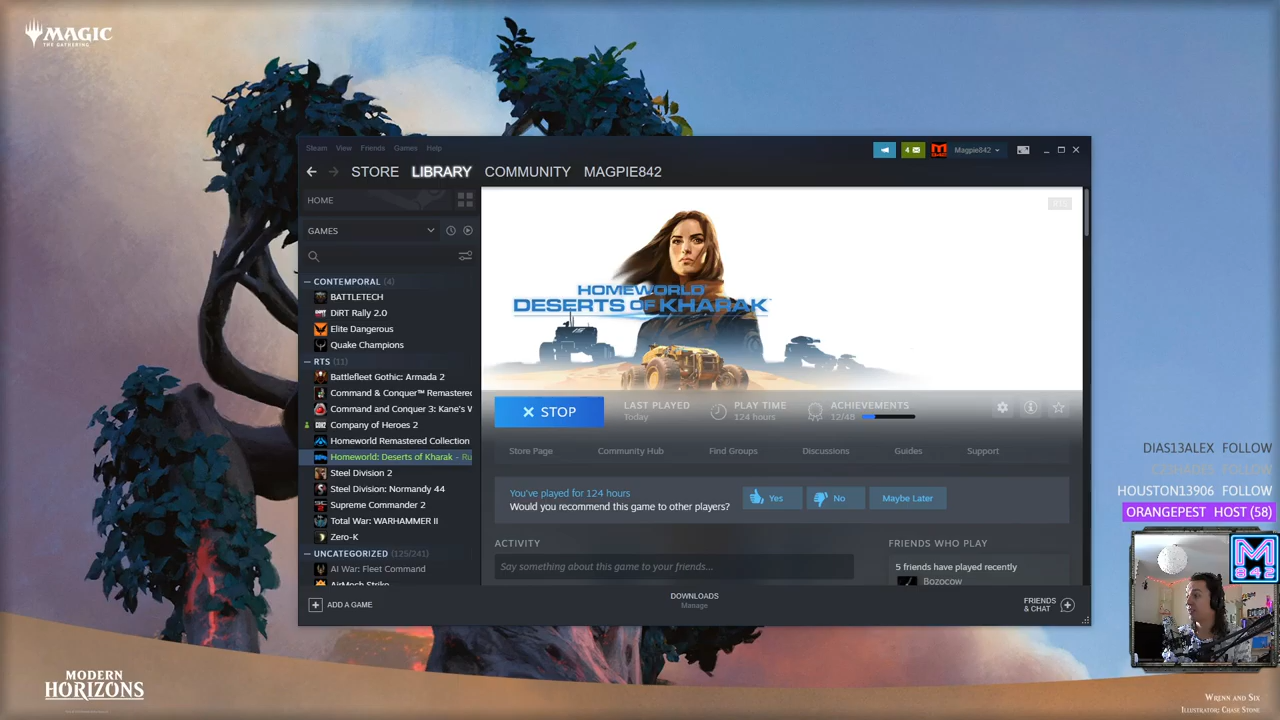 MAGIC
THE GATHERING
Steam View Friends Games Help
4
Magpie842
STORE LIBRARY COMMUNITY MAGPIE842
HOME
GAMES
CONTEMPORAL (4)
BATTLETECH
DiRT Rally 2.0
Elite Dangerous
Quake Champions
RTS (11)
Battlefleet Gothic: Armada 2
Command & Conquer™ Remastered
Command and Conquer 3: Kane's W
Company of Heroes 2
Homeworld Remastered Collection
Homeworld: Deserts of Kharak - Ru
Steel Division 2
Steel Division: Normandy 44
Supreme Commander 2
Total War: WARHAMMER II
Zero-K
UNCATEGORIZED (125/241)
AI War: Fleet Command
AirMech Strike
ADD A GAME
RTS
HOMEWORLD
DESERTS OF KHARAK
STOP
LAST PLAYED
Today
PLAY TIME
124 hours
ACHIEVEMENTS
12/48
Store Page Community Hub Find Groups Discussions Guides Support
You've played for 124 hours
Would you recommend this game to other players?
Yes
No
Maybe Later
ACTIVITY
Say something about this game to your friends...
FRIENDS WHO PLAY
5 friends have played recently
Bozocow
DOWNLOADS
Manage
FRIENDS
& CHAT
DIAS13ALEX FOLLOW
HOUSTON13906 FOLLOW
ORANGEPEST HOST (58)
M
842
MODERN
HORIZONS
WRENN AND SIX
ILLUSTRATOR: CHASE STONE